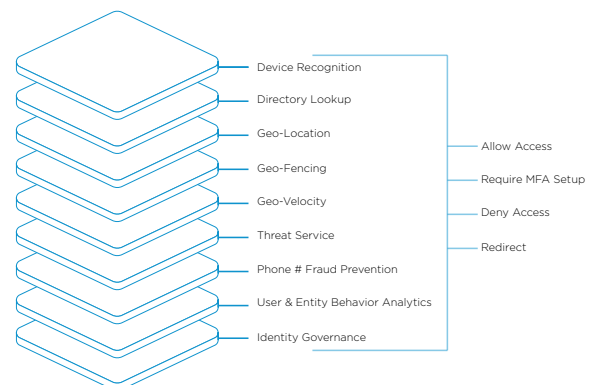 Device Recognition
Directory Lookup
Geo-Location
Geo-Fencing
Geo-Velocity
Threat Service
Phone # Fraud Prevention
User & Entity Behavior Analytics
Identity Governance
Allow Access
Require MFA Setup
Deny Access
Redirect